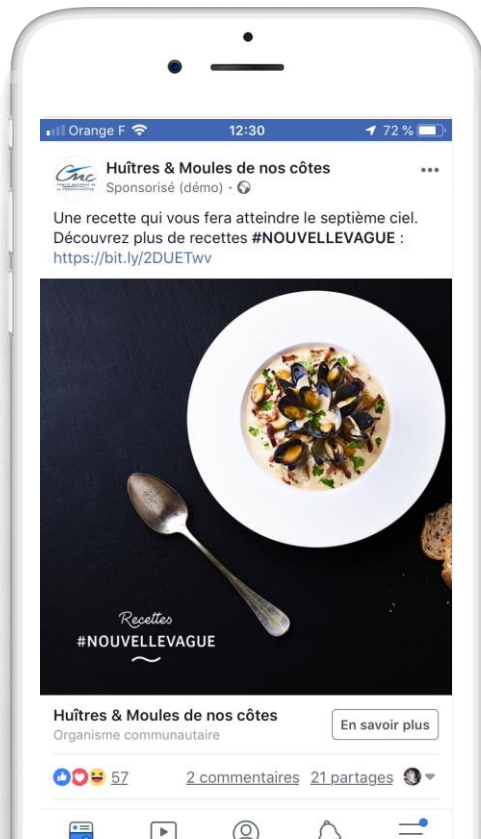 Orange F 12:30 72 %
Huîtres & Moules de nos côtes
Sponsorisé (démo) ·
Une recette qui vous fera atteindre le septième ciel.
Découvrez plus de recettes #NOUVELLEVAGUE :
https://bit.ly/2DUETwv
Recettes
#NOUVELLEVAGUE
Huîtres & Moules de nos côtes
Organisme communautaire
En savoir plus
57 2 commentaires 21 partages